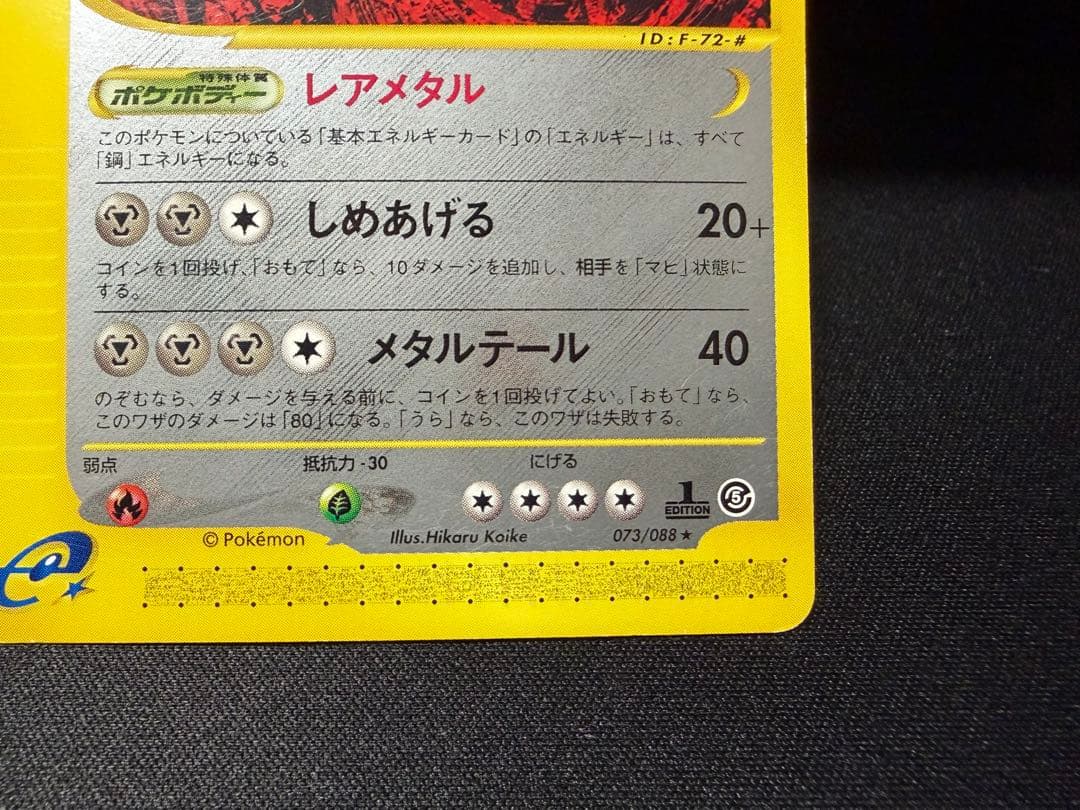 ID:F-72-#
特殊体質
ポケボディー レアメタル
このポケモンについている「基本エネルギーカード」の「エネルギー」は、すべて
「鋼」エネルギーになる。
しめあげる 20+
コインを1回投げ、「おもて」なら、10ダメージを追加し、相手を「マヒ」状態に
する。
メタルテール 40
のぞむなら、ダメージを与える前に、コインを1回投げてよい。「おもて」なら、
このワザのダメージは「80」になる。「うら」なら、このワザは失敗する。
弱点 抵抗力-30 にげる
1 EDITION 5
©Pokémon Illus.Hikaru Koike 073/088★
e